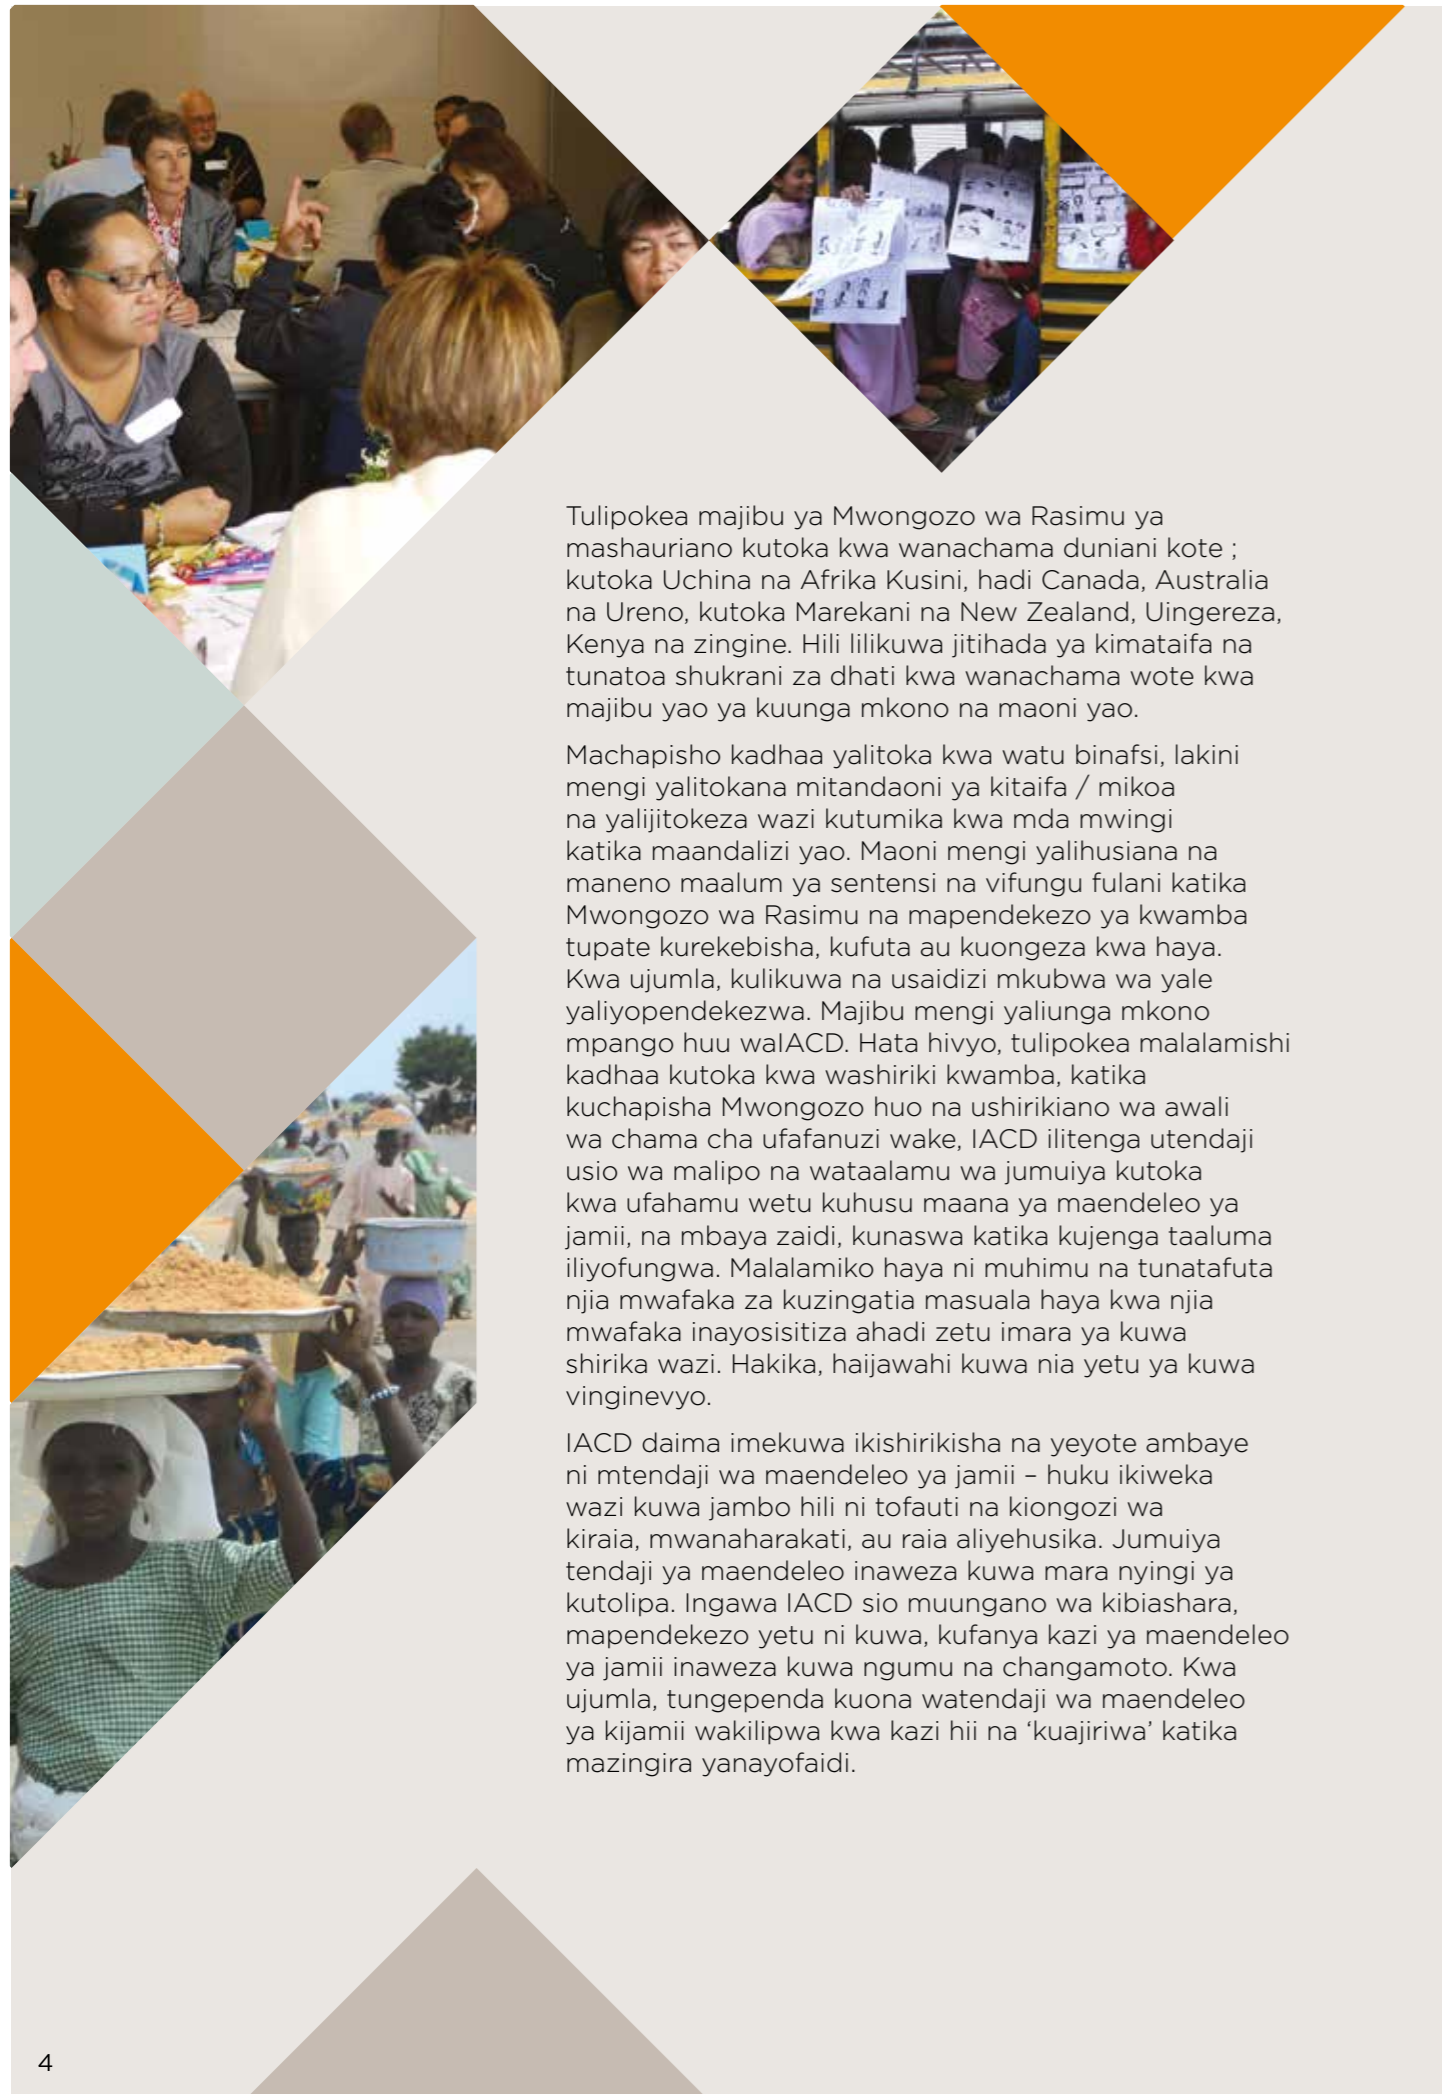 Tulipokea majibu ya Mwongozo wa Rasimu ya
mashauriano kutoka kwa wanachama duniani kote ;
kutoka Uchina na Afrika Kusini, hadi Canada, Australia
na Ureno, kutoka Marekani na New Zealand, Uingereza,
Kenya na zingine. Hili lilikuwa jitihada ya kimataifa na
tunatoa shukrani za dhati kwa wanachama wote kwa
majibu yao ya kuunga mkono na maoni yao.
Machapisho kadhaa yalitoka kwa watu binafsi, lakini
mengi yalitokana mitandaoni ya kitaifa / mikoa
na yalijitokeza wazi kutumika kwa mda mwingi
katika maandalizi yao. Maoni mengi yalihusiana na
maneno maalum ya sentensi na vifungu fulani katika
Mwongozo wa Rasimu na mapendekezo ya kwamba
tupate kurekebisha, kufuta au kuongeza kwa haya.
Kwa ujumla, kulikuwa na usaidizi mkubwa wa yale
yaliyopendekezwa. Majibu mengi yaliunga mkono
mpango huu waIACD. Hata hivyo, tulipokea malalamishi
kadhaa kutoka kwa washiriki kwamba, katika
kuchapisha Mwongozo huo na ushirikiano wa awali
wa chama cha ufafanuzi wake, IACD ilitenga utendaji
usio wa malipo na wataalamu wa jumuiya kutoka
kwa ufahamu wetu kuhusu maana ya maendeleo ya
jamii, na mbaya zaidi, kunaswa katika kujenga taaluma
iliyofungwa. Malalamiko haya ni muhimu na tunatafuta
njia mwafaka za kuzingatia masuala haya kwa njia
mwafaka inayosisitiza ahadi zetu imara ya kuwa
shirika wazi. Hakika, haijawahi kuwa nia yetu ya kuwa
vinginevyo.
IACD daima imekuwa ikishirikisha na yeyote ambaye
ni mtendaji wa maendeleo ya jamii – huku ikiweka
wazi kuwa jambo hili ni tofauti na kiongozi wa
kiraia, mwanaharakati, au raia aliyehusika. Jumuiya
tendaji ya maendeleo inaweza kuwa mara nyingi ya
kutolipa. Ingawa IACD sio muungano wa kibiashara,
mapendekezo yetu ni kuwa, kufanya kazi ya maendeleo
ya jamii inaweza kuwa ngumu na changamoto. Kwa
ujumla, tungependa kuona watendaji wa maendeleo
ya kijamii wakilipwa kwa kazi hii na ‘kuajiriwa’ katika
mazingira yanayofaidi.
4